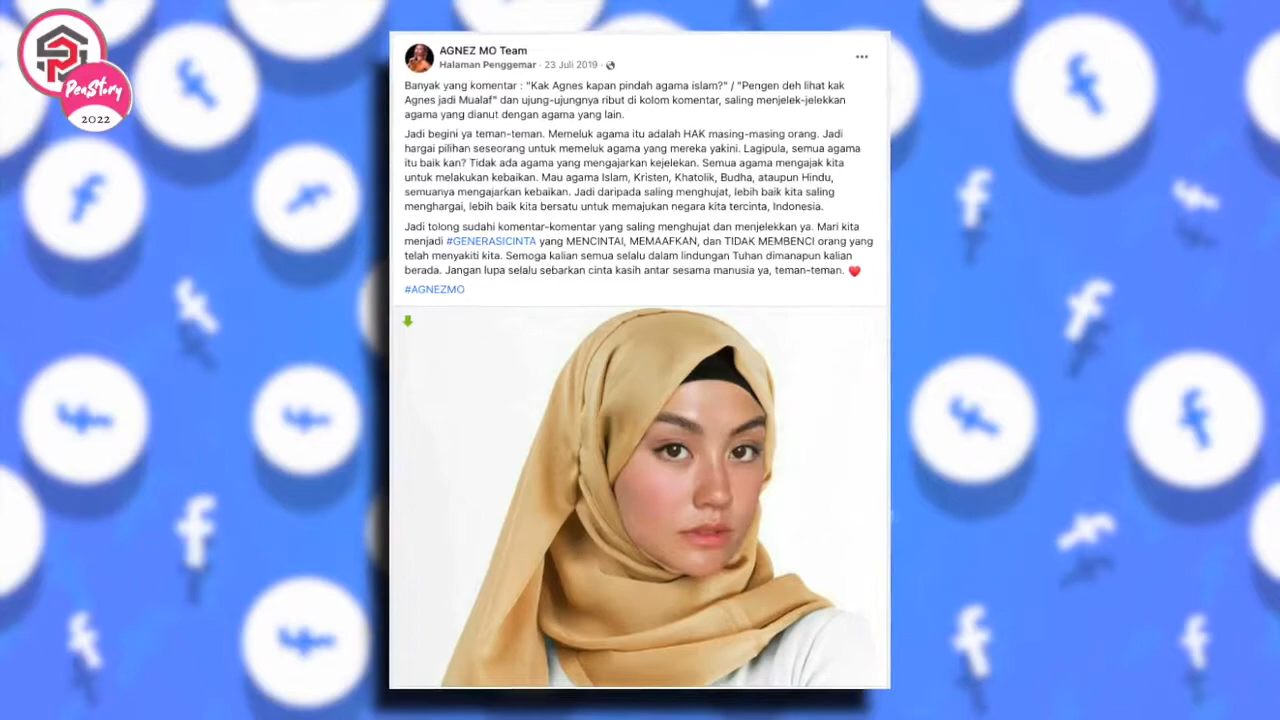 PenStory
2022
AGNEZ MO Team
Halaman Penggemar · 23 Juli 2019 ·
Banyak yang komentar : "Kak Agnes kapan pindah agama islam?" / "Pengen deh lihat kak
Agnes jadi Mualaf" dan ujung-ujungnya ribut di kolom komentar, saling menjelek-jelekkan
agama yang dianut dengan agama yang lain.
Jadi begini ya teman-teman. Memeluk agama itu adalah HAK masing-masing orang. Jadi
hargai pilihan seseorang untuk memeluk agama yang mereka yakini. Lagipula, semua agama
itu baik kan? Tidak ada agama yang mengajarkan kejelekan. Semua agama mengajak kita
untuk melakukan kebaikan. Mau agama Islam, Kristen, Khatolik, Budha, ataupun Hindu,
semuanya mengajarkan kebaikan. Jadi daripada saling menghujat, lebih baik kita saling
menghargai, lebih baik kita bersatu untuk memajukan negara kita tercinta, Indonesia.
Jadi tolong sudahi komentar-komentar yang saling menghujat dan menjelekkan ya. Mari kita
menjadi #GENERASICINTA yang MENCINTAI, MEMAAFKAN, dan TIDAK MEMBENCI orang yang
telah menyakiti kita. Semoga kalian semua selalu dalam lindungan Tuhan dimanapun kalian
berada. Jangan lupa selalu sebarkan cinta kasih antar sesama manusia ya, teman-teman. ❤️
#AGNEZMO